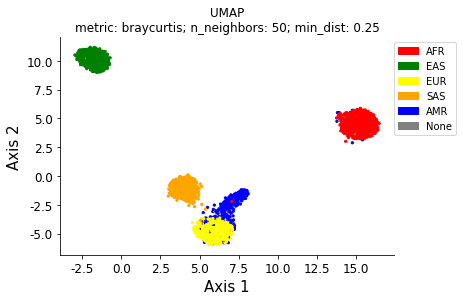 UMAP
metric: braycurtis; n_neighbors: 50; min_dist: 0.25
AFR
EAS
EUR
SAS
AMR
None
Axis 2
10.0
7.5
5.0
2.5
0.0
-2.5
-5.0
-2.5 0.0 2.5 5.0 7.5 10.0 12.5 15.0
Axis 1